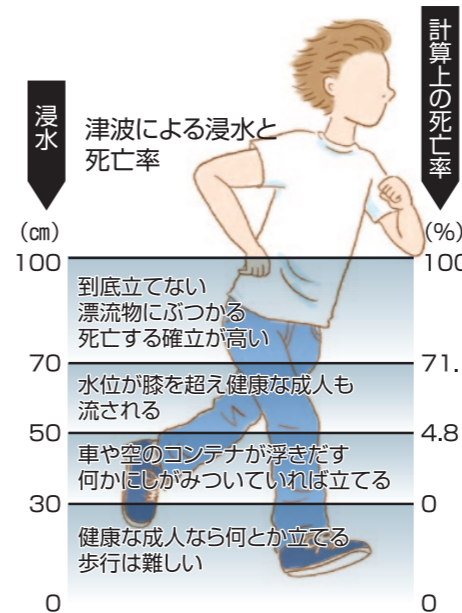 浸水
津波による浸水と
死亡率
計算上の死亡率
(㎝)
(%)
100
100
到底立てない
漂流物にぶつかる
死亡する確立が高い
70
71.
水位が膝を超え健康な成人も
流される
50
4.8
車や空のコンテナが浮きだす
何かにしがみついていれば立てる
30
0
健康な成人なら何とか立てる
歩行は難しい
0
0